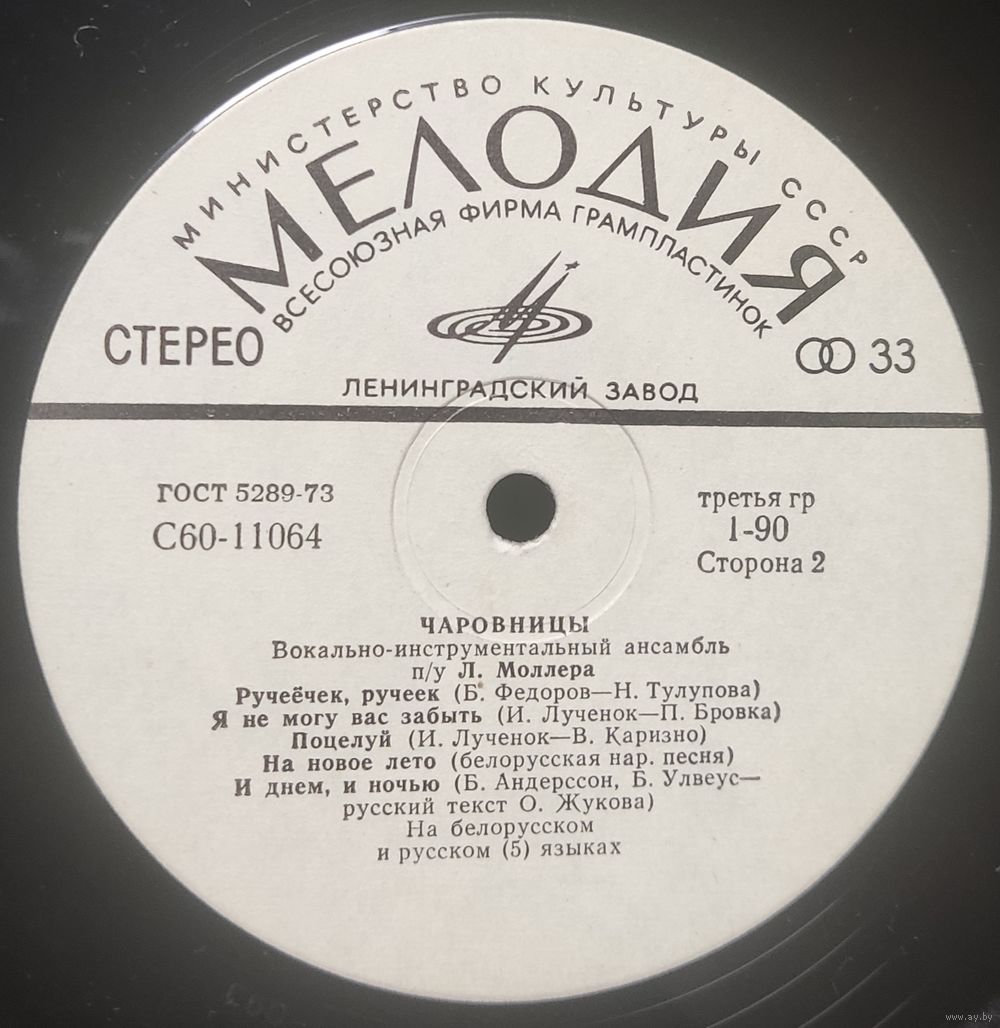 МИНИСТЕРСТВО КУЛЬТУРЫ СССР
МЕЛОДИЯ
ВСЕСОЮЗНАЯ ФИРМА ГРАМПЛАСТИНОК
СТЕРЕО
33
ЛЕНИНГРАДСКИЙ ЗАВОД
ГОСТ 5289-73
С60-11064
третья гр
1-90
Сторона 2
ЧАРОВНИЦЫ
Вокально-инструментальный ансамбль
п/у Л. Моллера
Ручеёчек, ручеек (Б. Федоров—Н. Тулупова)
Я не могу вас забыть (И. Лученок—П. Бровка)
Поцелуй (И. Лученок—В. Каризно)
На новое лето (белорусская нар. песня)
И днем, и ночью (Б. Андерссон, Б. Улвеус—
русский текст О. Жукова)
На белорусском
и русском (5) языках
www.ay.by